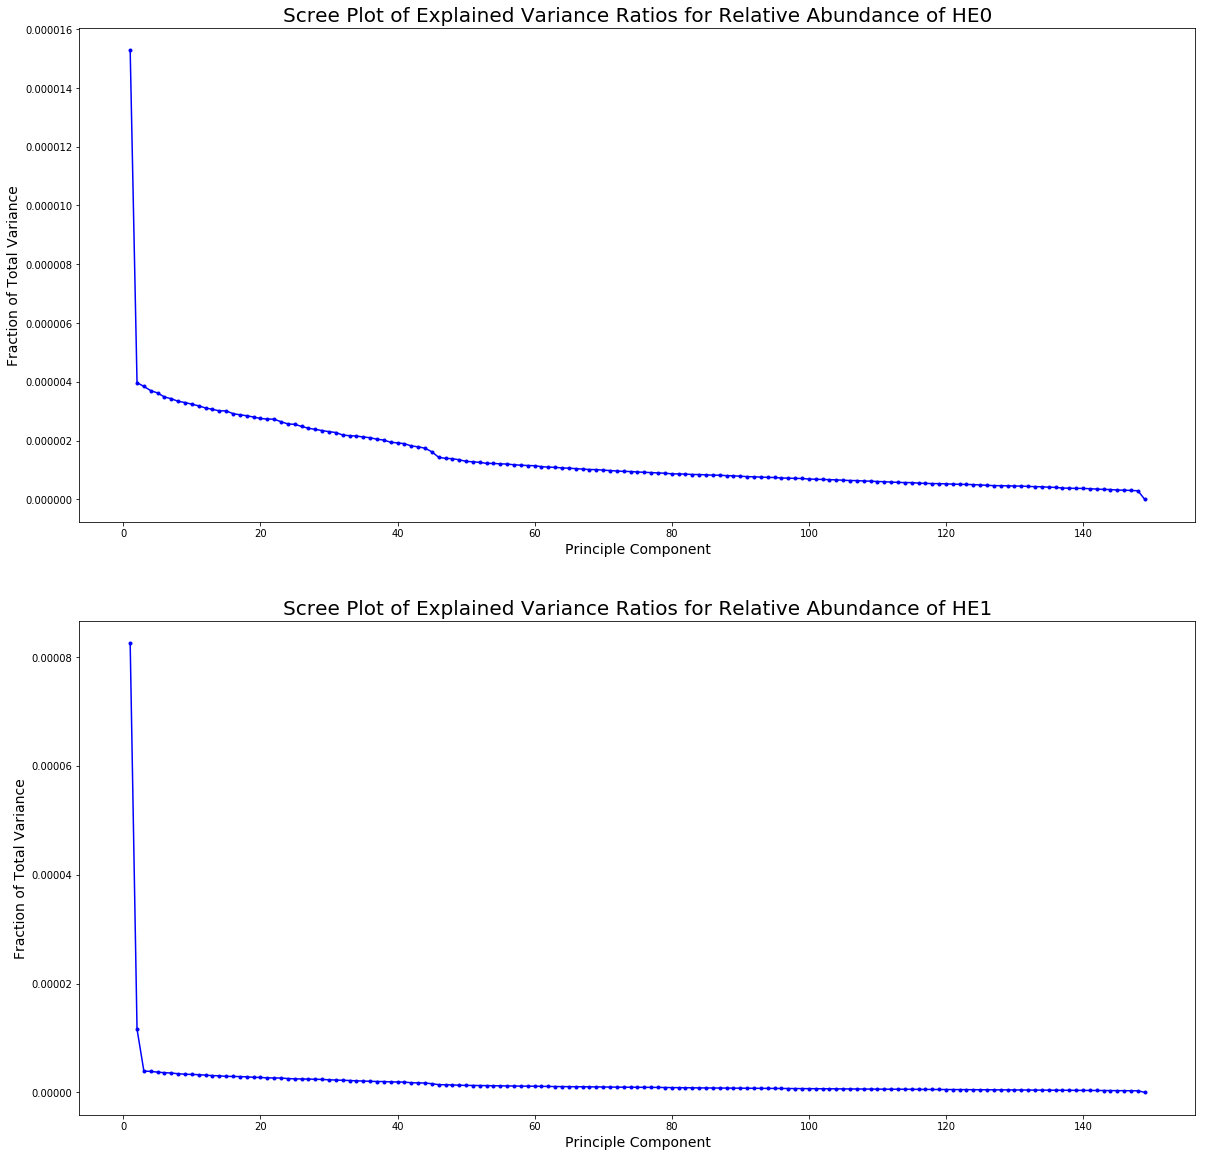 Scree Plot of Explained Variance Ratios for Relative Abundance of HE0
0.000016
0.000014
0.000012
0.000010
0.000008
0.000006
0.000004
0.000002
0.000000
Fraction of Total Variance
0 20 40 60 80 100 120 140
Principle Component
Scree Plot of Explained Variance Ratios for Relative Abundance of HE1
0.00008
0.00006
0.00004
0.00002
0.00000
Fraction of Total Variance
0 20 40 60 80 100 120 140
Principle Component